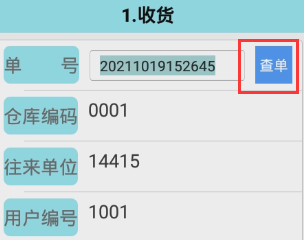 1.收货
单 号 20211019152645 查单
仓库编码 0001
往来单位 14415
用户编号 1001